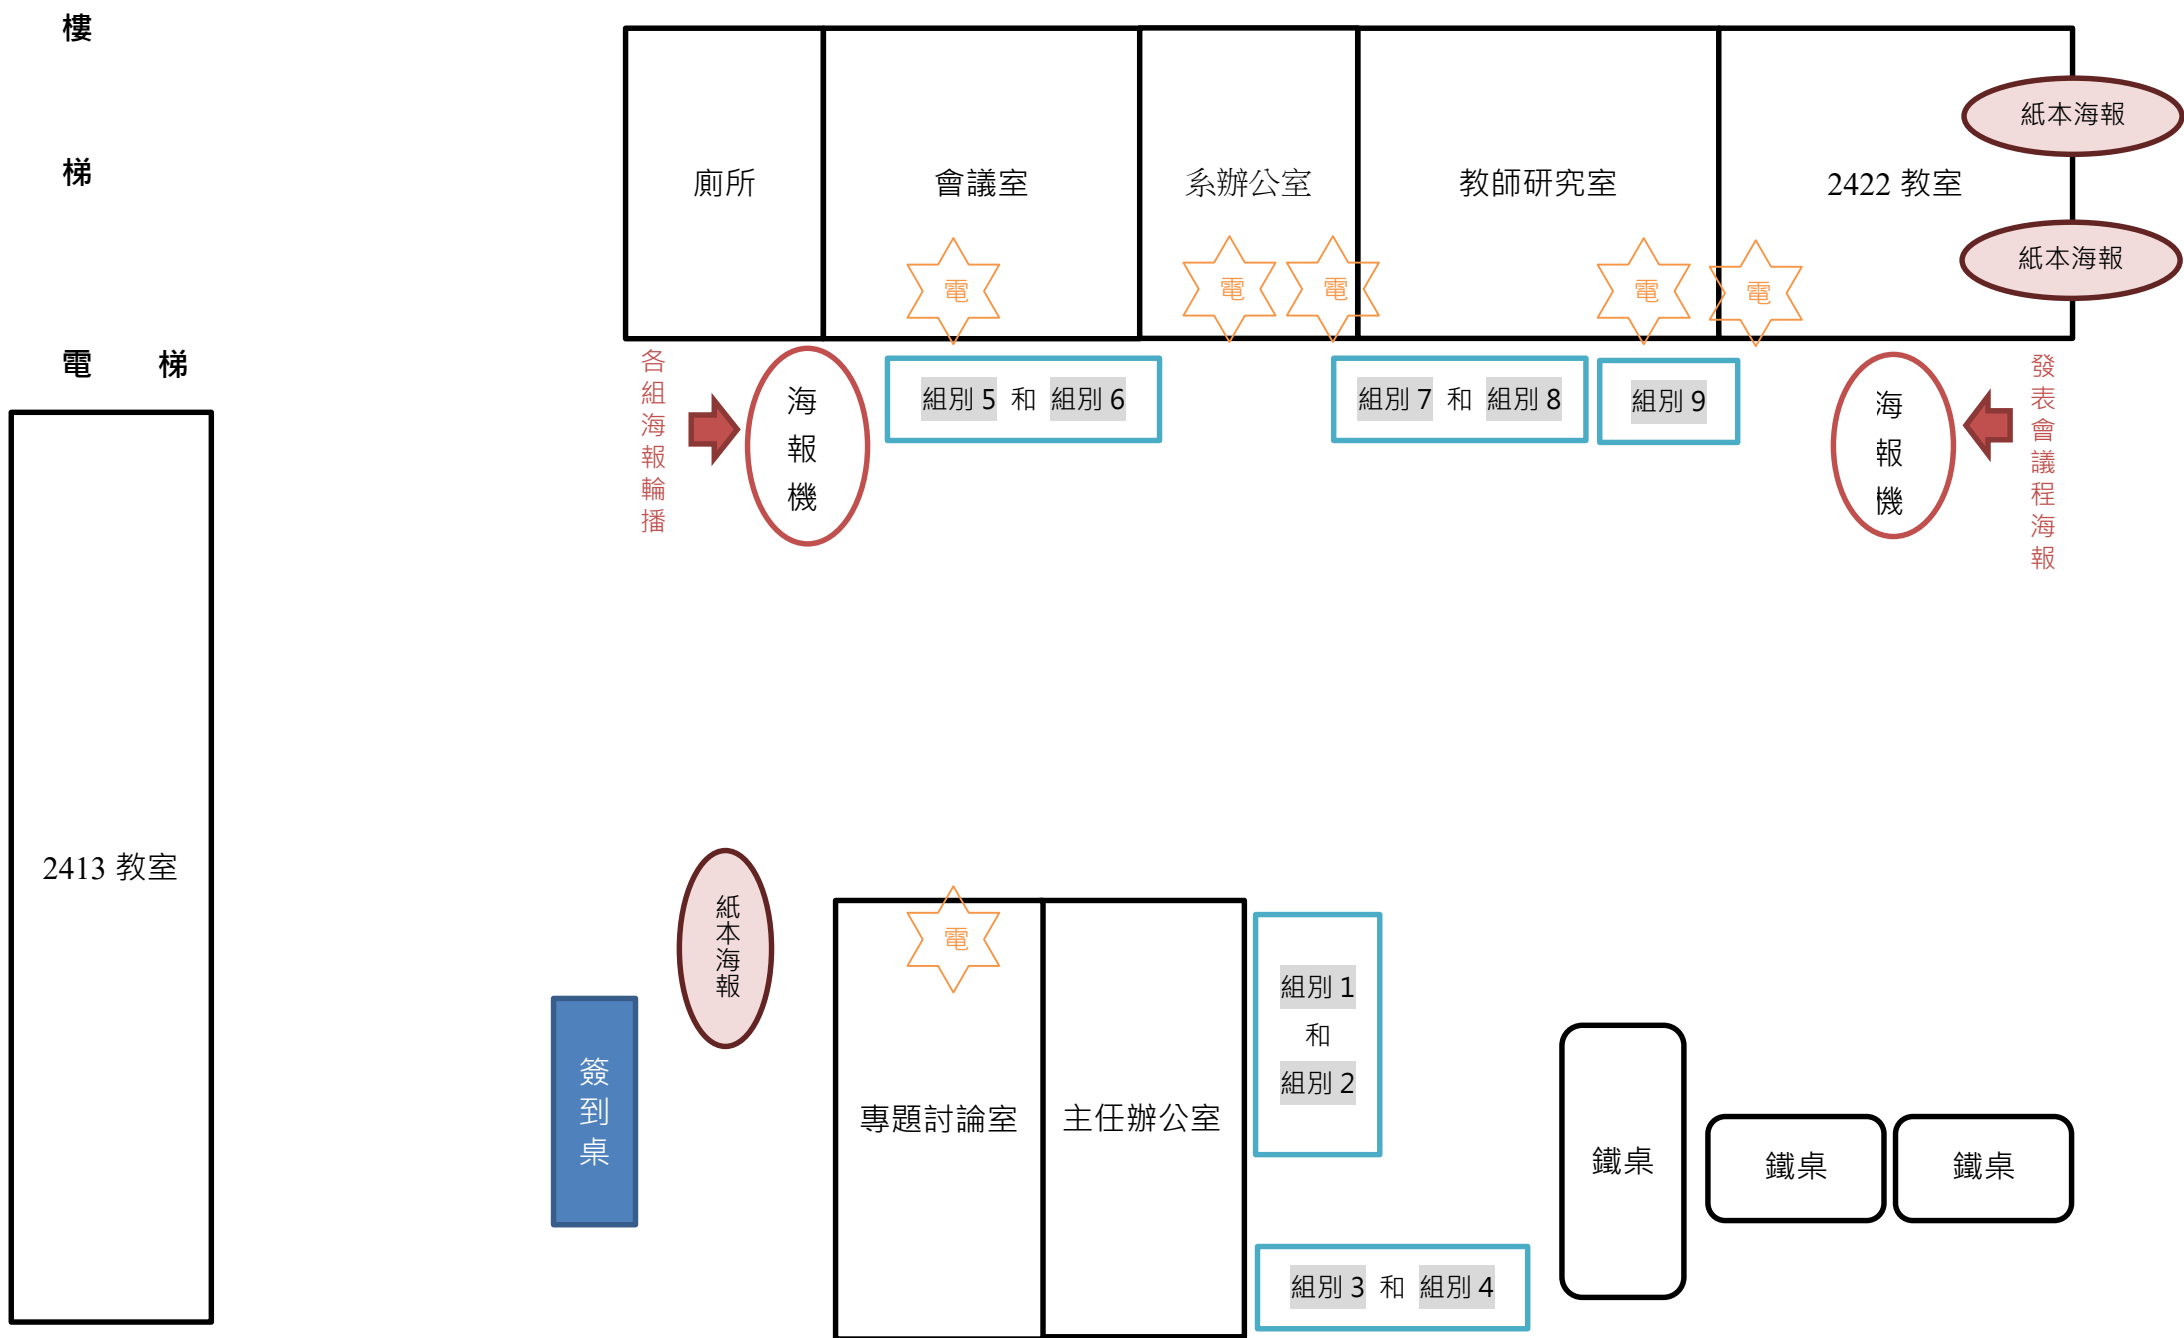 樓
梯
電 梯
廁所
會議室
系辦公室
教師研究室
2422 教室
紙本海報
紙本海報
電
電
電
電
電
各組海報輪播
海報機
組別 5 和 組別 6
組別 7 和 組別 8
組別 9
海報機
發表會議程海報
2413 教室
紙本海報
簽到桌
電
專題討論室
主任辦公室
組別 1
和
組別 2
組別 3 和 組別 4
鐵桌
鐵桌
鐵桌